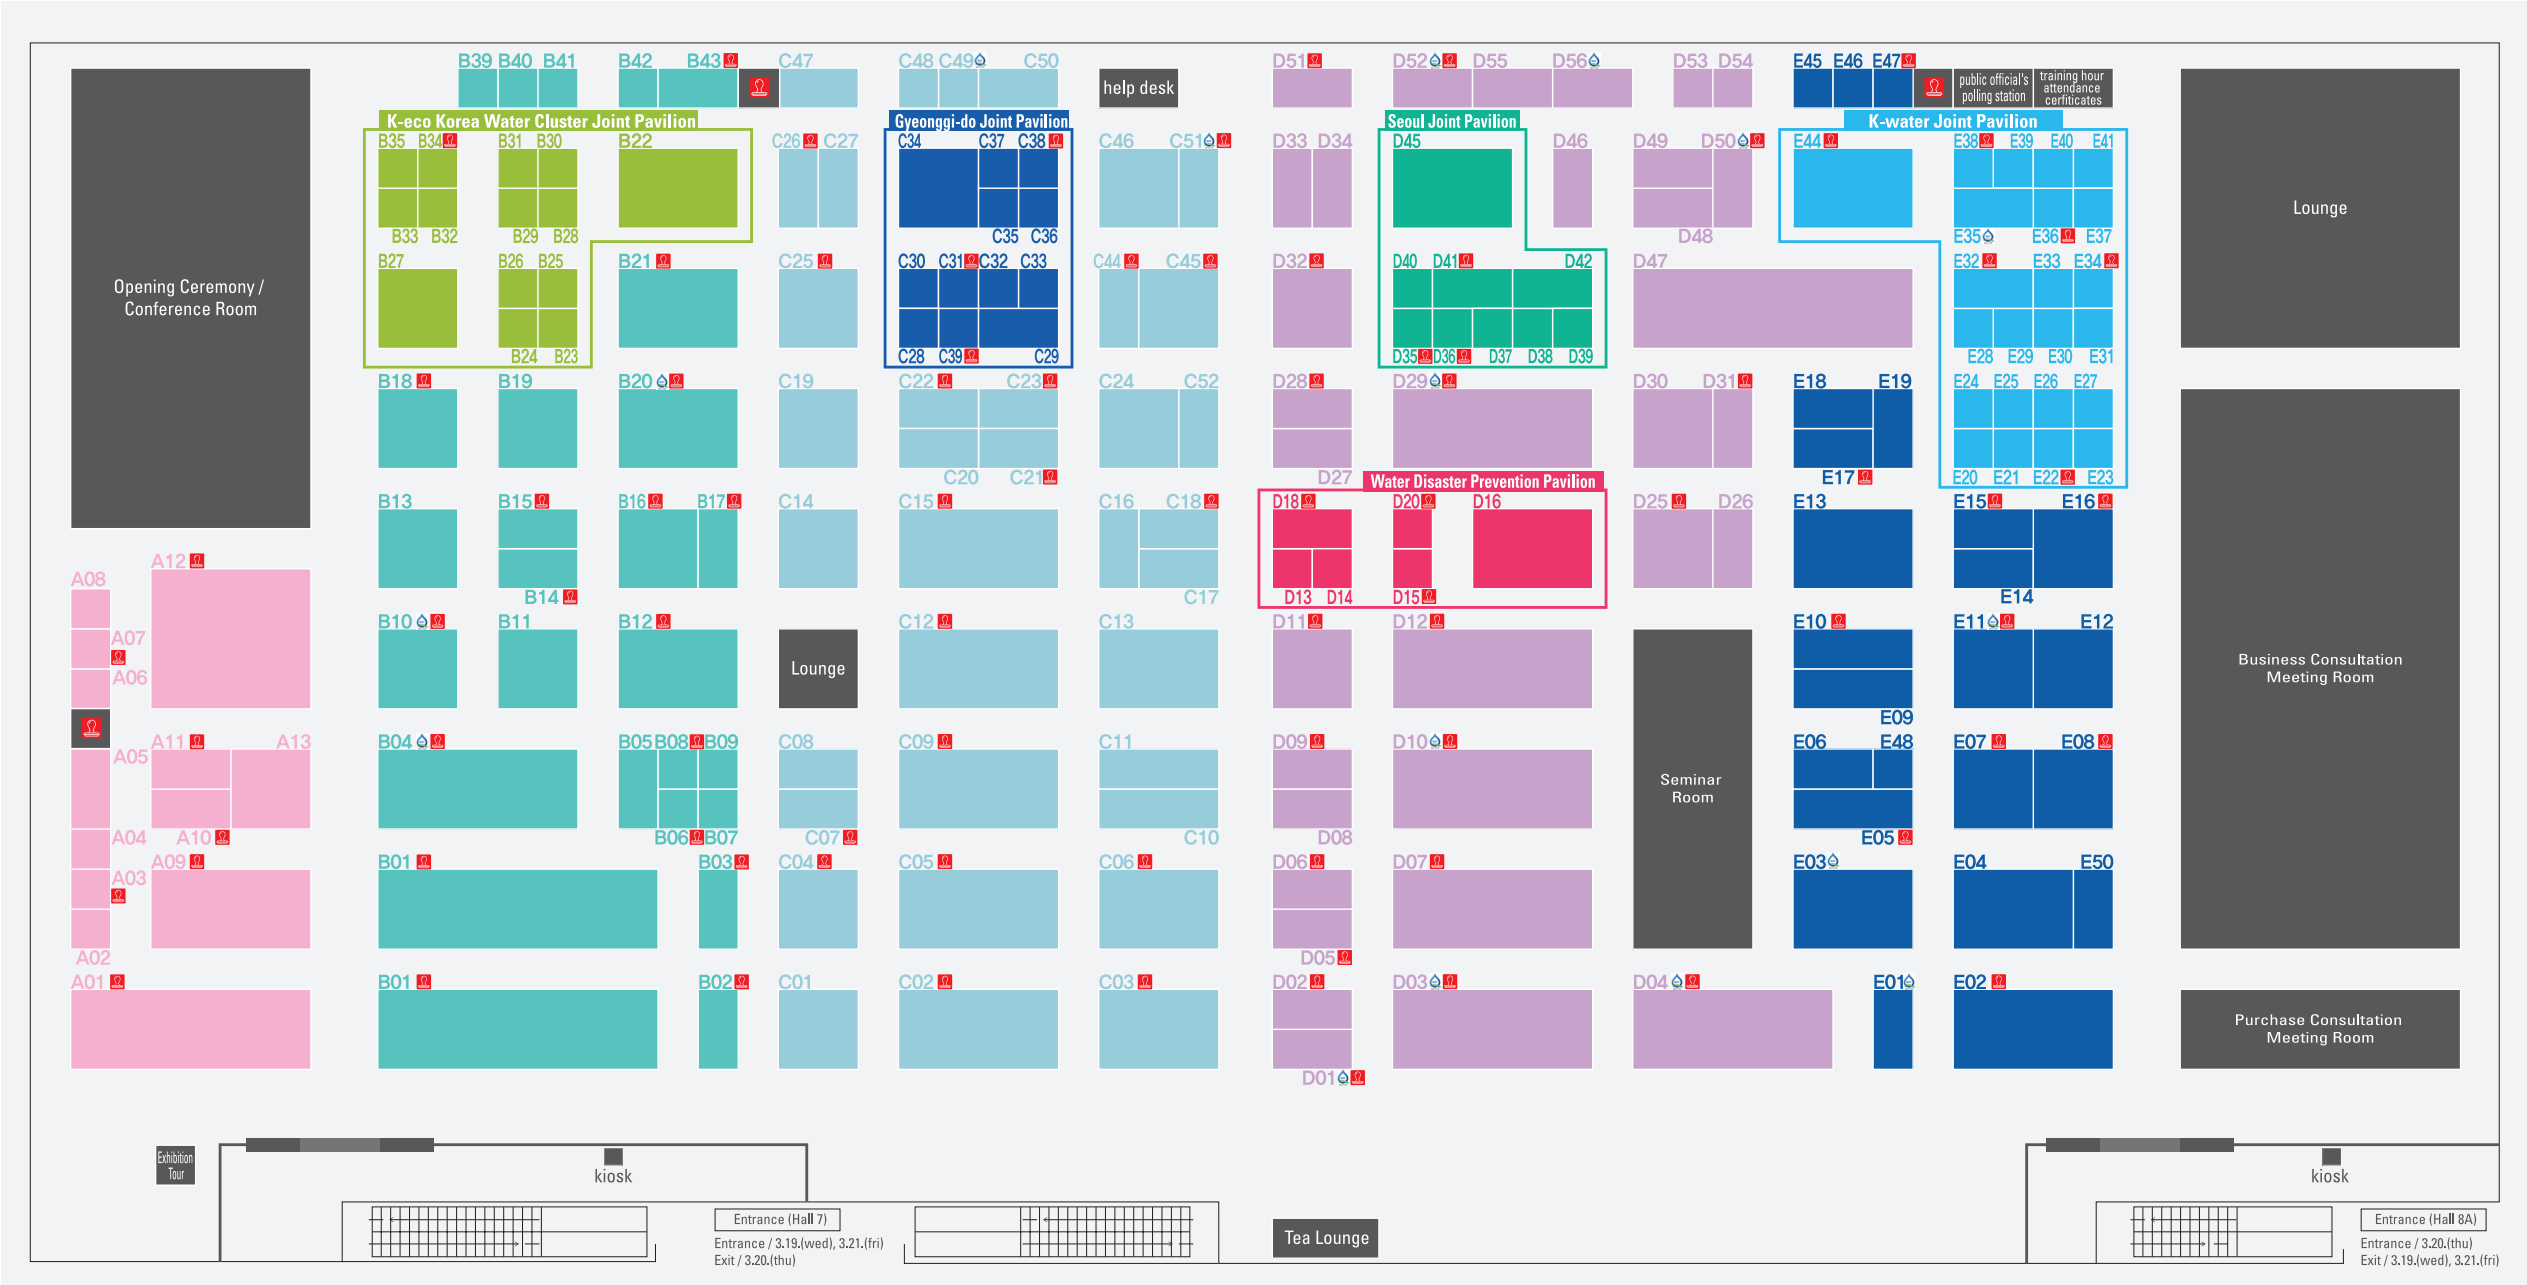 B39 B40 B41 B42 B43 C47 C48 C49 C50 D51 D52 D55 D56 D53 D54 E45 E46 E47
help desk
public official's
polling station
training hour
attendance
cerfiticates
K-eco Korea Water Cluster Joint Pavilion
Gyeonggi-do Joint Pavilion
Seoul Joint Pavilion
K-water Joint Pavilion
B35 B34 B31 B30 B22 C26 C27 C34 C37 C38 C46 C51 D33 D34 D45 D46 D49 D50 E44 E38 E39 E40 E41
Lounge
B33 B32 B29 B28 C35 C36 D48 E35 E36 E37
B27 B26 B25 B21 C25 C30 C31 C32 C33 C44 C45 D32 D40 D41 D42 D47 E32 E33 E34
Opening Ceremony /
Conference Room
B24 B23 C28 C39 C29 D35 D36 D37 D38 D39 E28 E29 E30 E31
B18 B19 B20 C19 C22 C23 C24 C52 D28 D29 D30 D31 E18 E19 E24 E25 E26 E27
C20 C21 D27 E17 E20 E21 E22 E23
Water Disaster Prevention Pavilion
B13 B15 B16 B17 C14 C15 C16 C18 D18 D20 D16 D25 D26 E13 E15 E16
A12
A08
B14 C17 D13 D14 D15 E14
B10 B11 B12 C12 C13 D11 D12 E10 E11 E12
A07
Lounge
Business Consultation
Meeting Room
A06
E09
A11 A13 B04 B05 B08 B09 C08 C09 C11 D09 D10 E06 E48 E07 E08
A05
Seminar
Room
A04 A10 B06 B07 C07 C10 D08 E05
A09 B01 B03 C04 C05 C06 D06 D07 E03 E04 E50
A03
A02 D05
A01 B01 B02 C01 C02 C03 D02 D03 D04 E01 E02
Purchase Consultation
Meeting Room
D01
Exhibition
Tour
kiosk
kiosk
Entrance (Hall 7)
Entrance / 3.19.(wed), 3.21.(fri)
Exit / 3.20.(thu)
Tea Lounge
Entrance (Hall 8A)
Entrance / 3.20.(thu)
Exit / 3.19.(wed), 3.21.(fri)